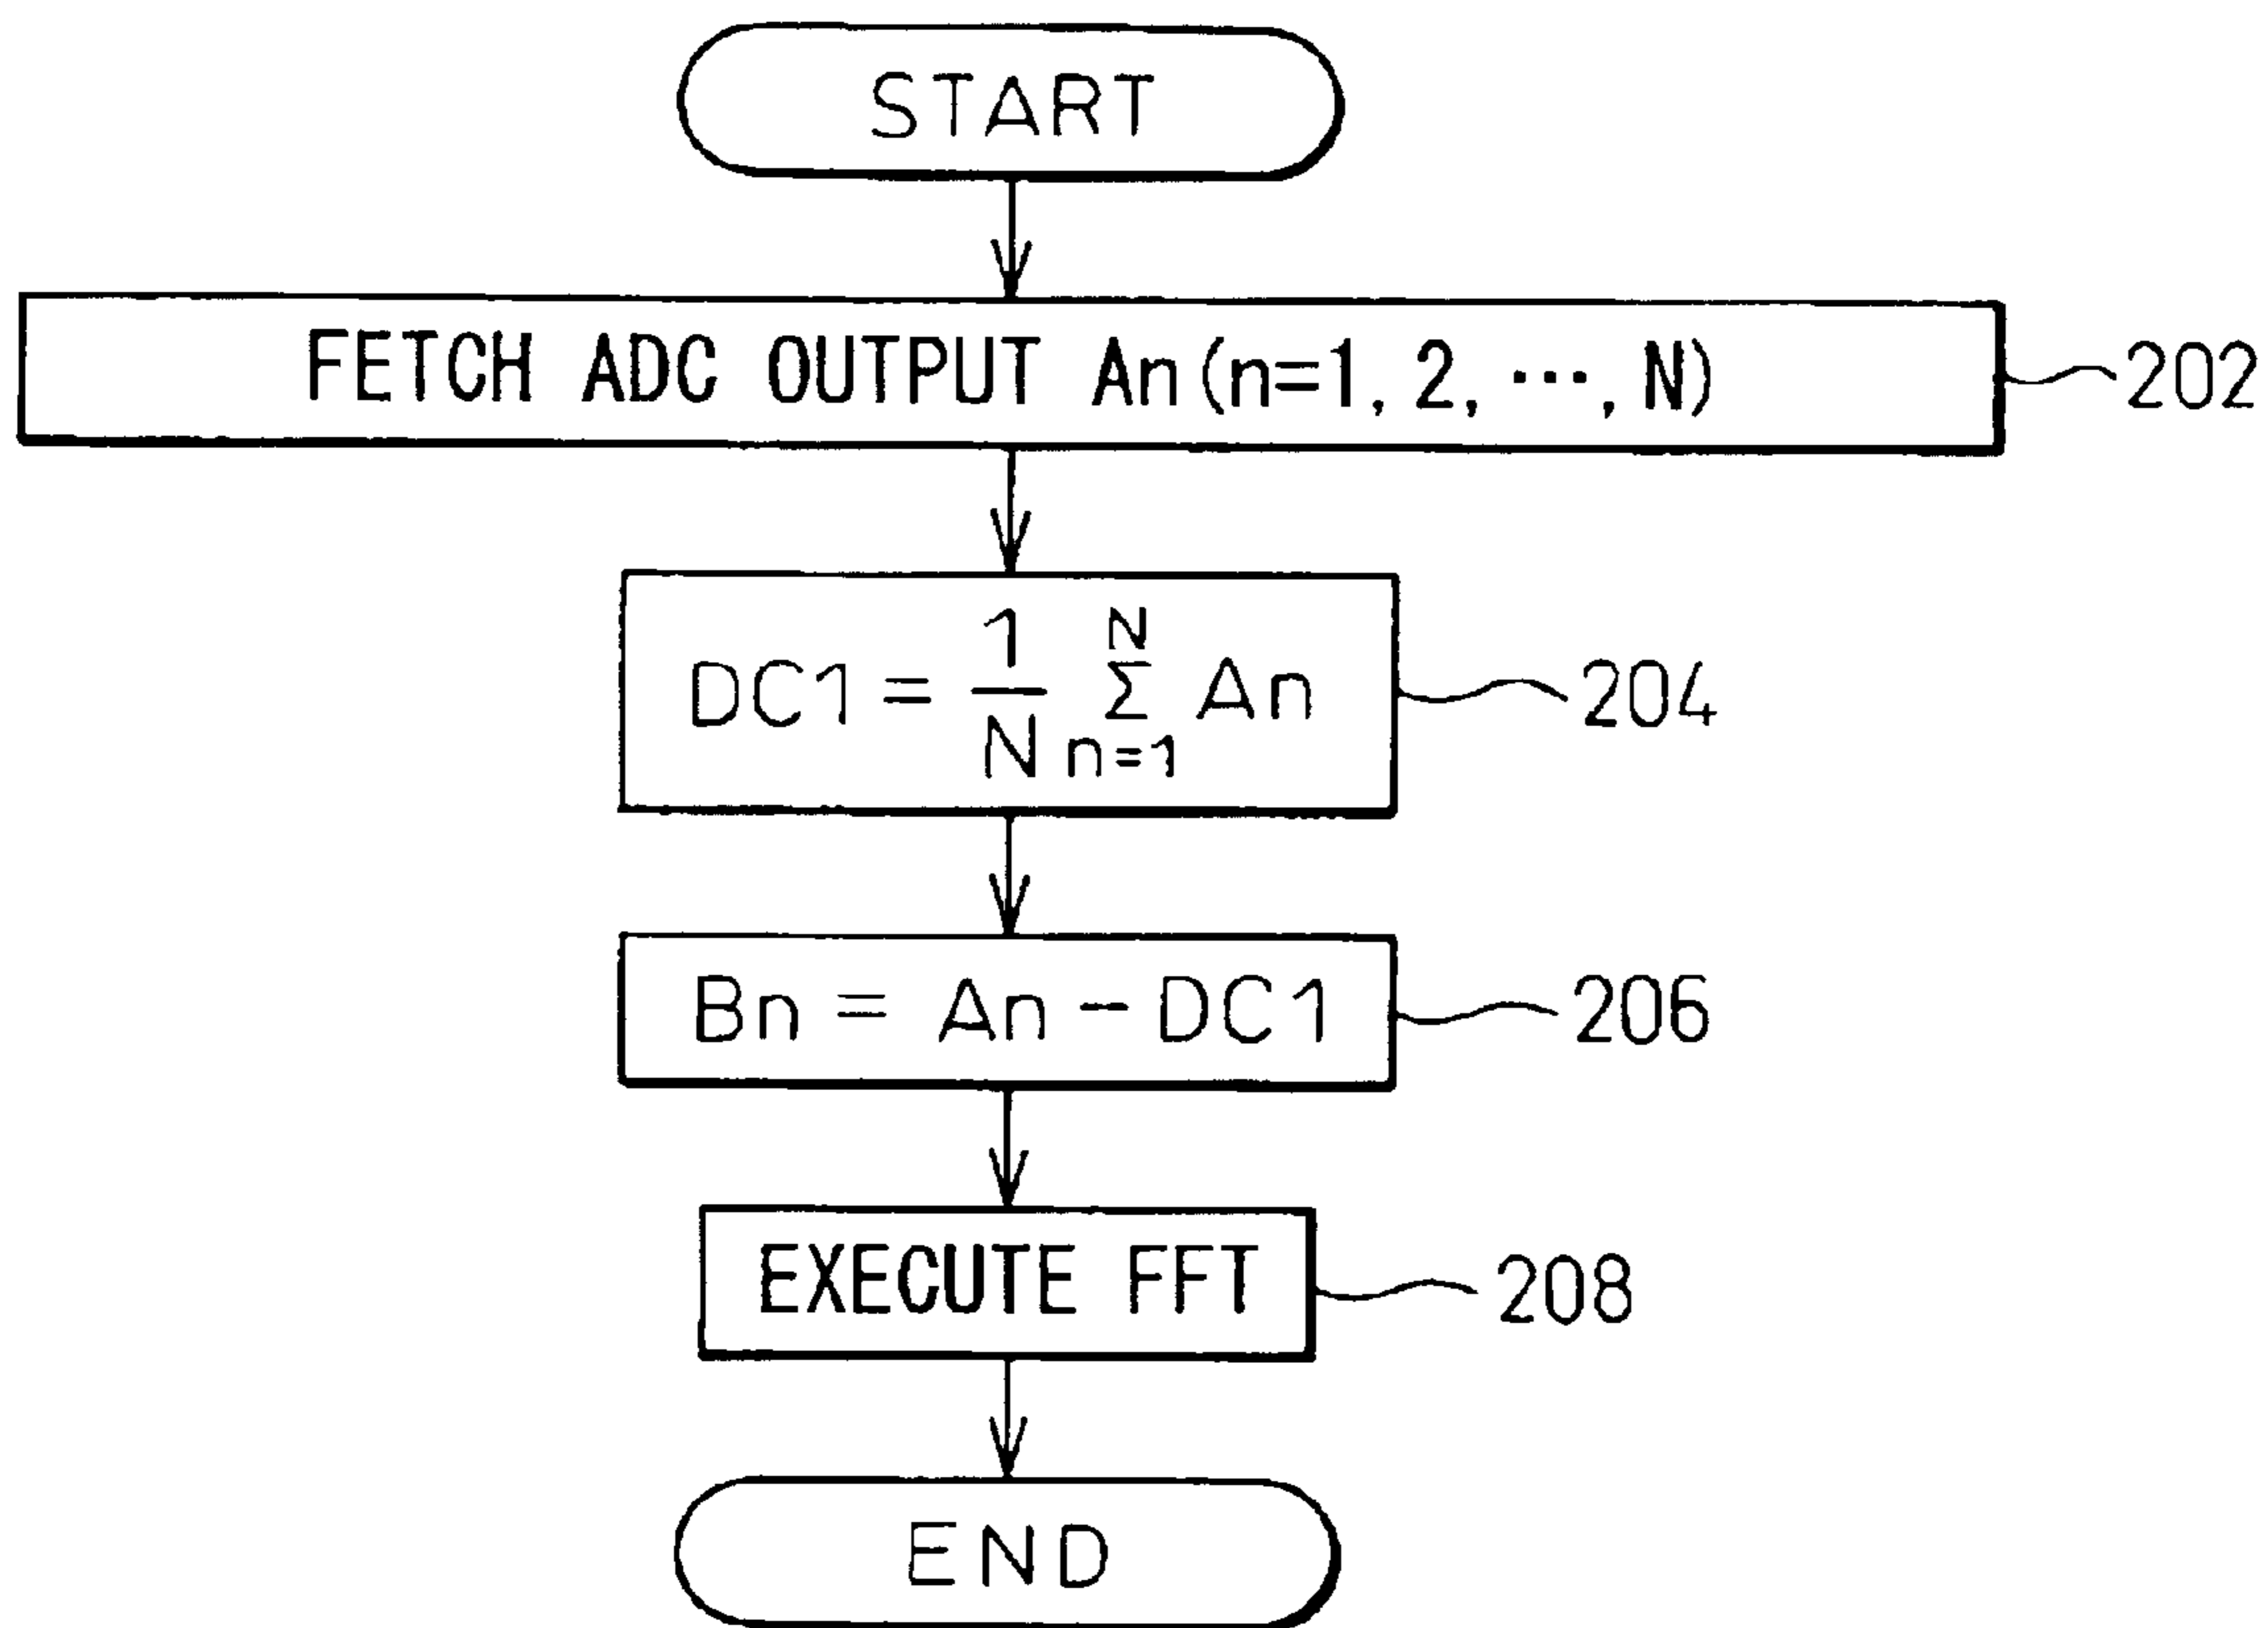 START
FETCH ADC OUTPUT An(n=1, 2, ···, N)
202
DC1 = 1/N N Σ n=1 An
204
Bn = An - DC1
206
EXECUTE FFT
208
END